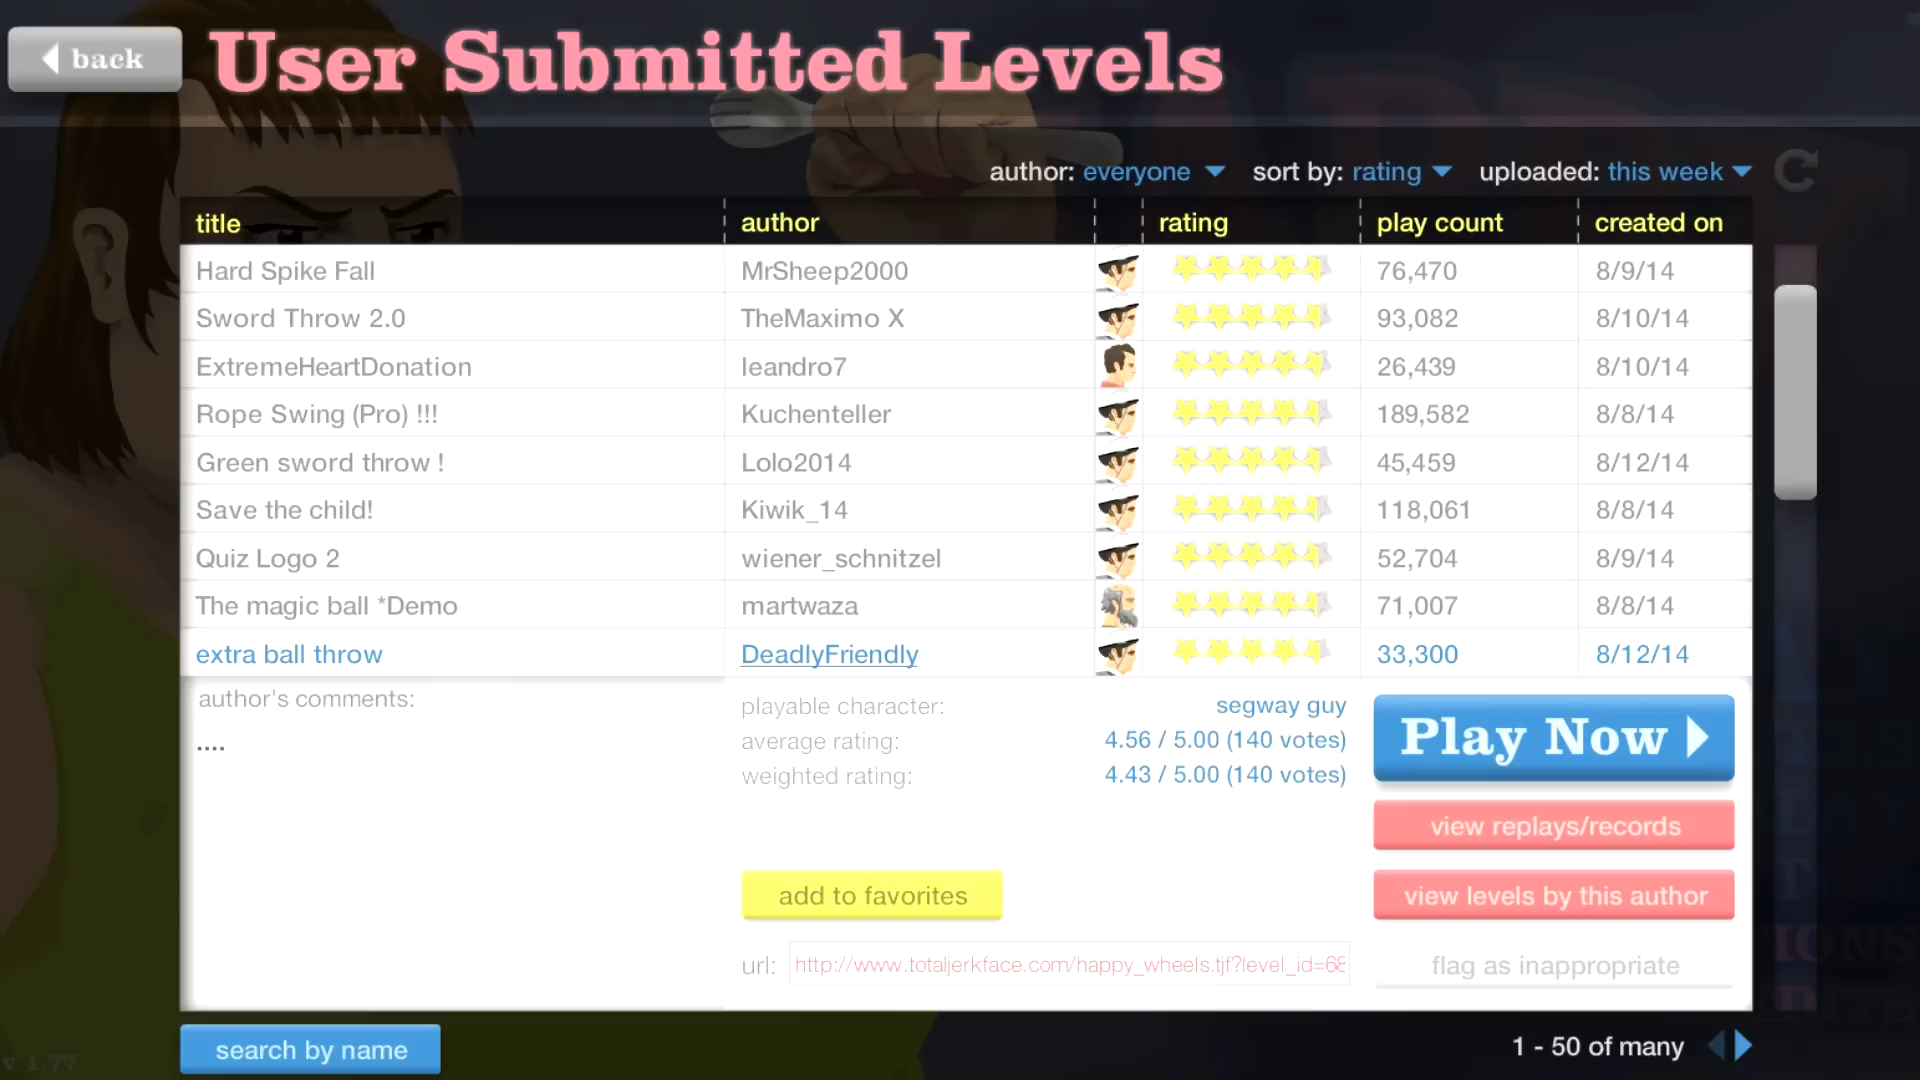 back
User Submitted Levels
author: everyone sort by: rating uploaded: this week
title author rating play count created on
Hard Spike Fall MrSheep2000 76,470 8/9/14
Sword Throw 2.0 TheMaximo X 93,082 8/10/14
ExtremeHeartDonation leandro7 26,439 8/10/14
Rope Swing (Pro) !!! Kuchenteller 189,582 8/8/14
Green sword throw ! Lolo2014 45,459 8/12/14
Save the child! Kiwik_14 118,061 8/8/14
Quiz Logo 2 wiener_schnitzel 52,704 8/9/14
The magic ball *Demo martwaza 71,007 8/8/14
extra ball throw DeadlyFriendly 33,300 8/12/14
author's comments:
....
playable character: segway guy
average rating: 4.56 / 5.00 (140 votes)
weighted rating: 4.43 / 5.00 (140 votes)
Play Now
view replays/records
add to favorites
view levels by this author
url: http://www.totaljerkface.com/happy_wheels.tjf?level_id=68
flag as inappropriate
search by name
1 - 50 of many
v 1.77